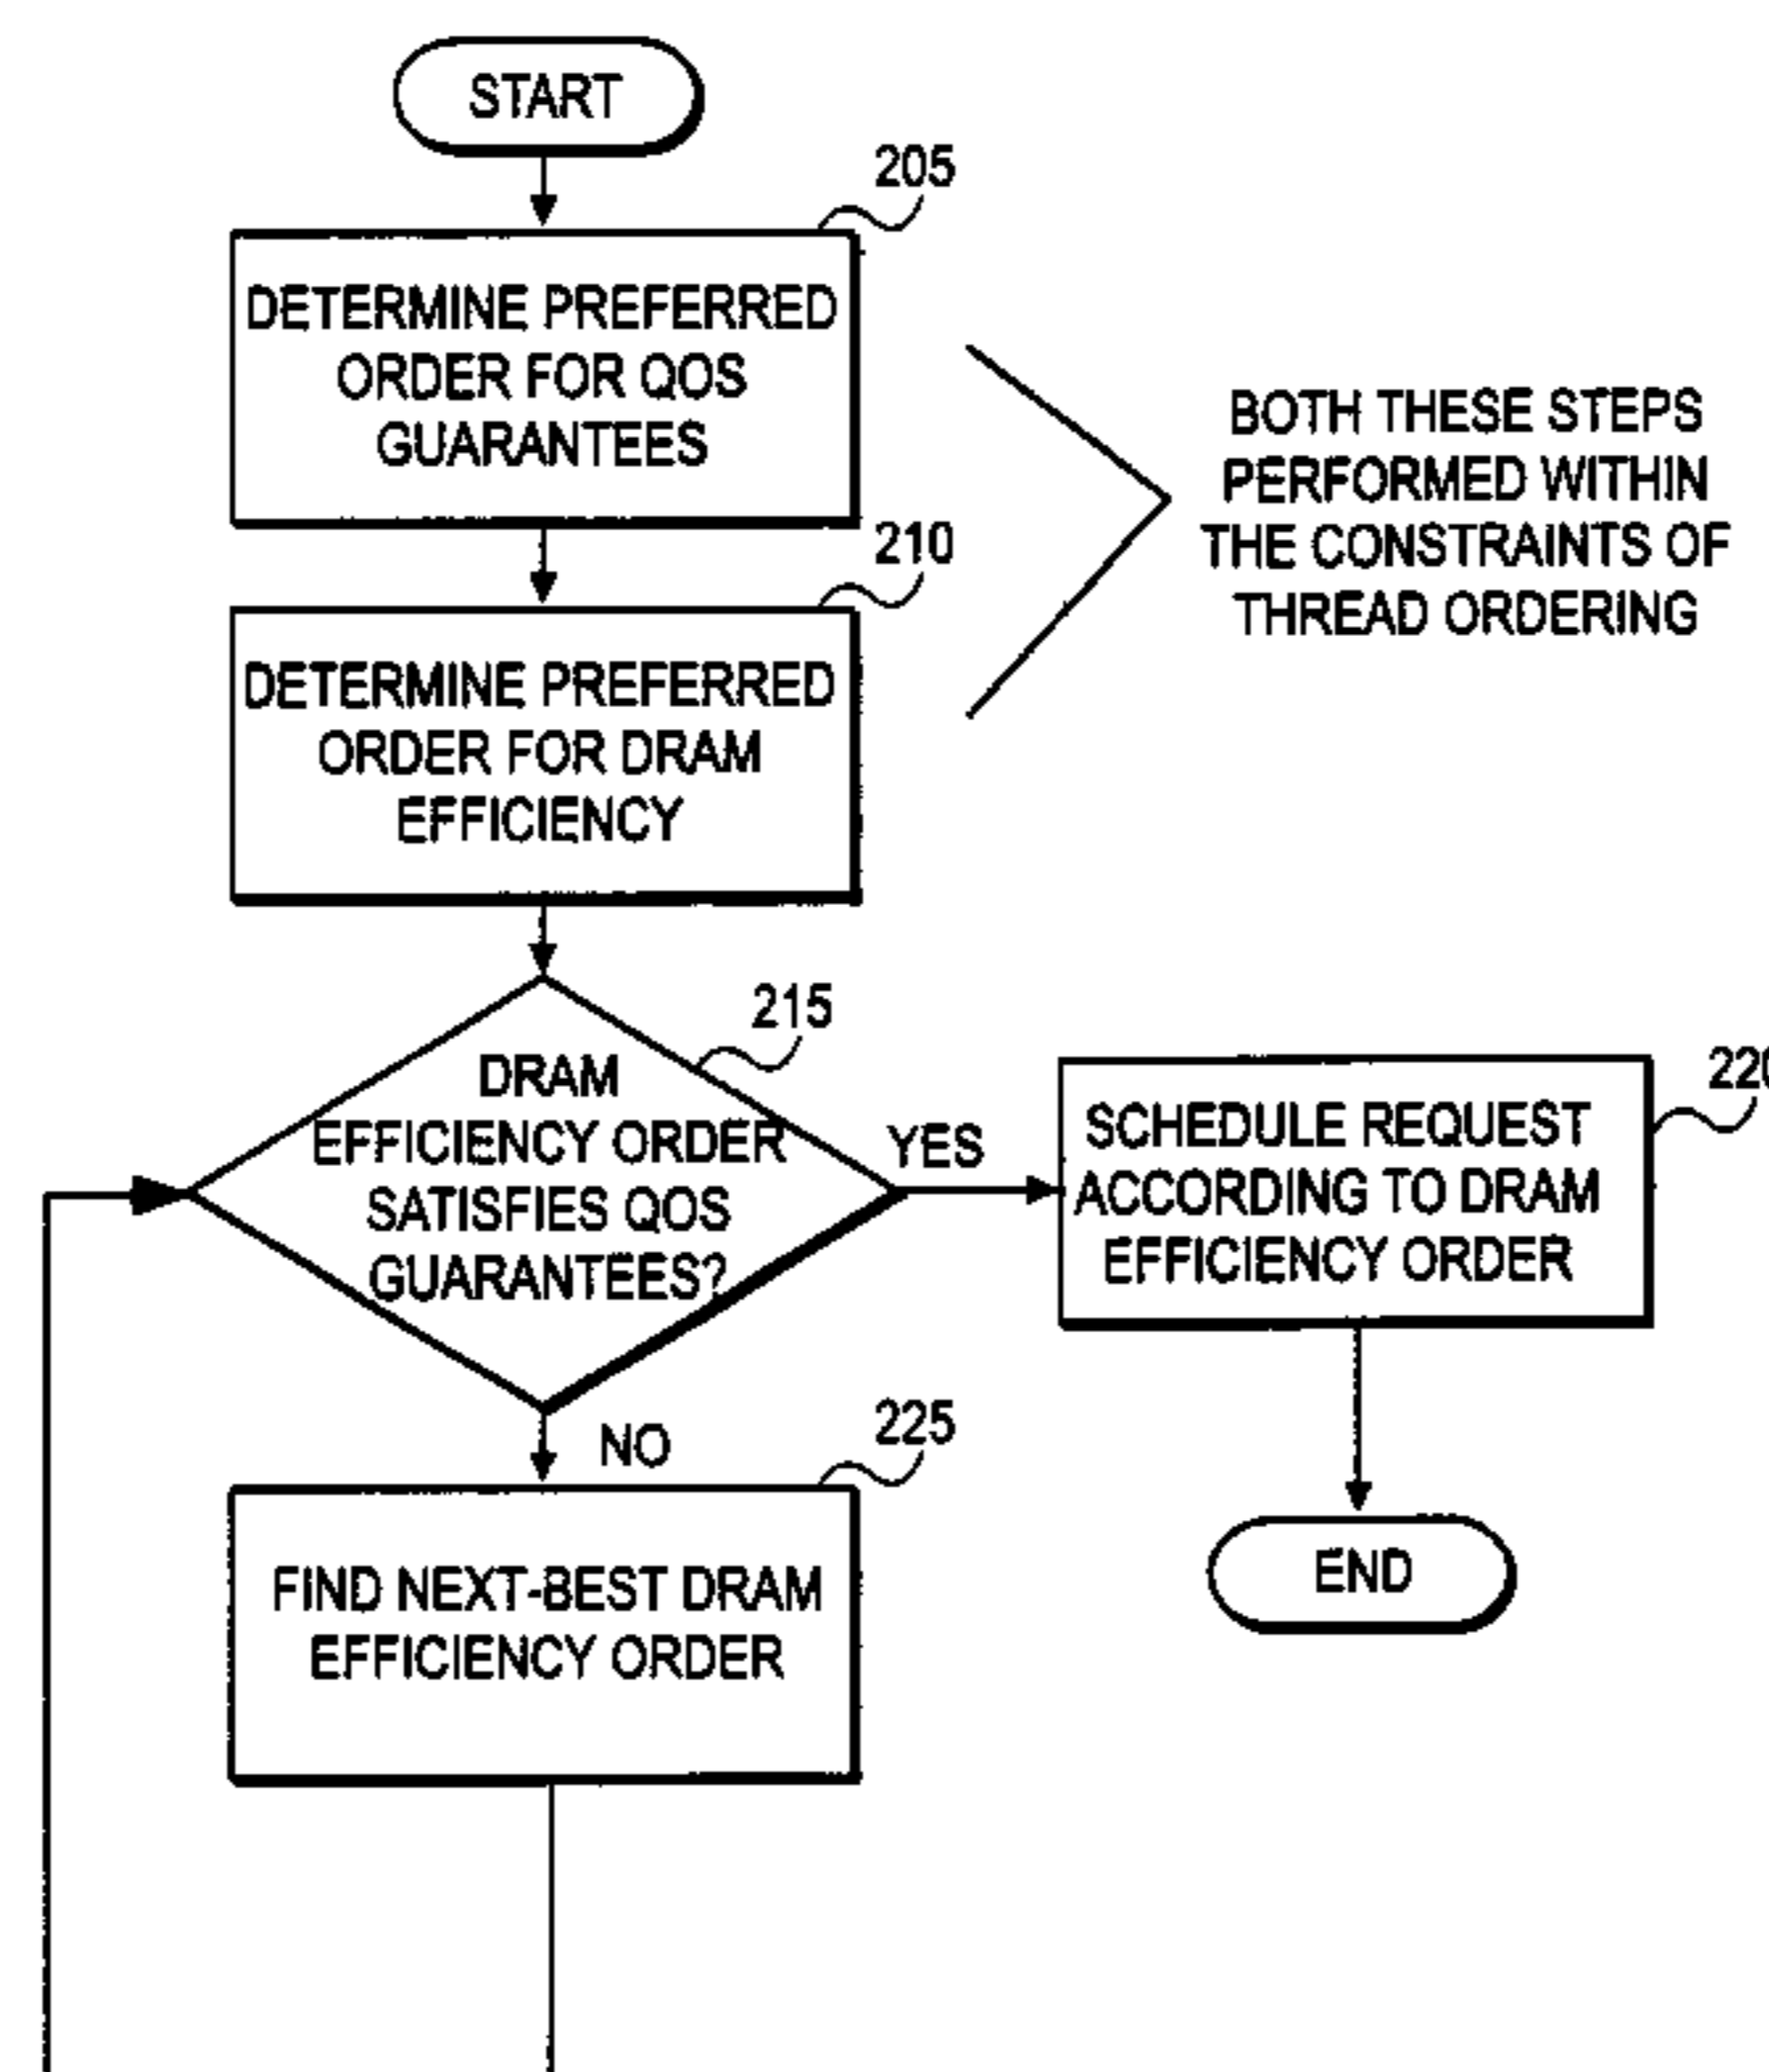 START
205
DETERMINE PREFERRED
ORDER FOR QOS
GUARANTEES
BOTH THESE STEPS
PERFORMED WITHIN
THE CONSTRAINTS OF
THREAD ORDERING
210
DETERMINE PREFERRED
ORDER FOR DRAM
EFFICIENCY
215
DRAM
EFFICIENCY ORDER
SATISFIES QOS
GUARANTEES?
YES
220
SCHEDULE REQUEST
ACCORDING TO DRAM
EFFICIENCY ORDER
NO
225
FIND NEXT-BEST DRAM
EFFICIENCY ORDER
END